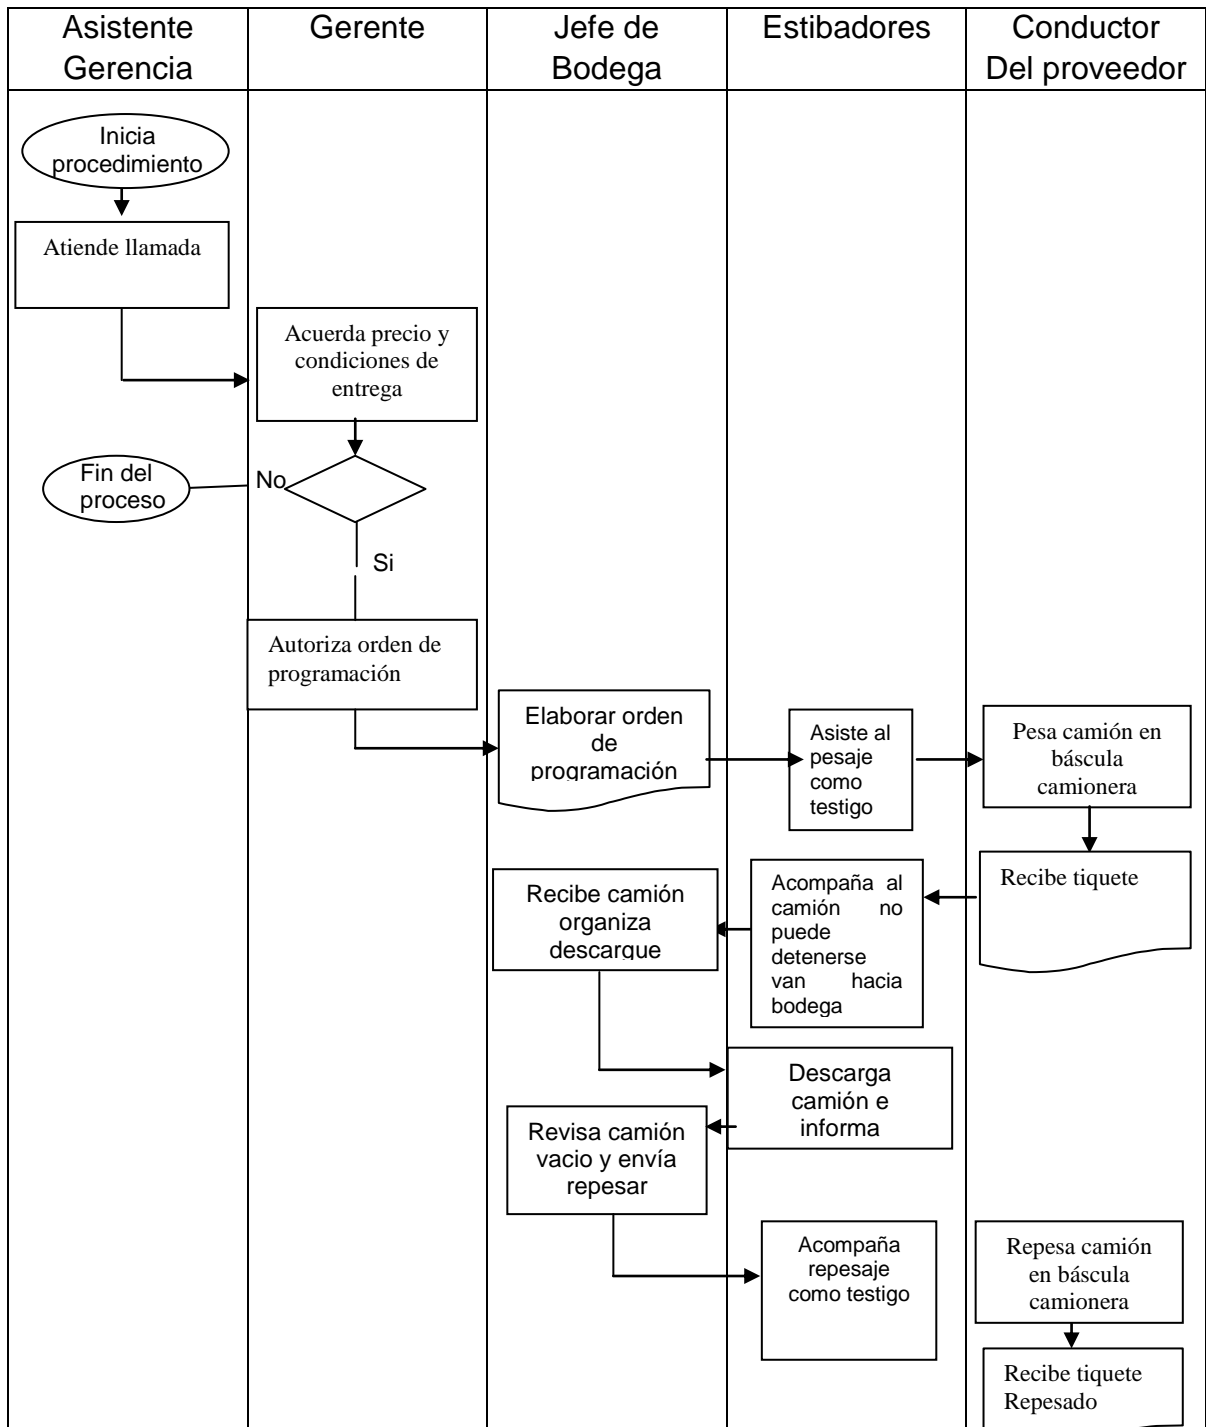 Asistente
Gerencia
Gerente
Jefe de
Bodega
Estibadores
Conductor
Del proveedor
Inicia
procedimiento
Atiende llamada
Acuerda precio y
condiciones de
entrega
Fin del
proceso
No
Si
Autoriza orden de
programación
Elaborar orden
de
programación
Asiste al
pesaje
como
testigo
Pesa camión en
báscula
camionera
Recibe tiquete
Acompaña al
camión no
puede
detenerse
van hacia
bodega
Recibe camión
organiza
descargue
Descarga
camión e
informa
Revisa camión
vacio y envía
repesar
Acompaña
repesaje
como testigo
Repesa camión
en báscula
camionera
Recibe tiquete
Repesado